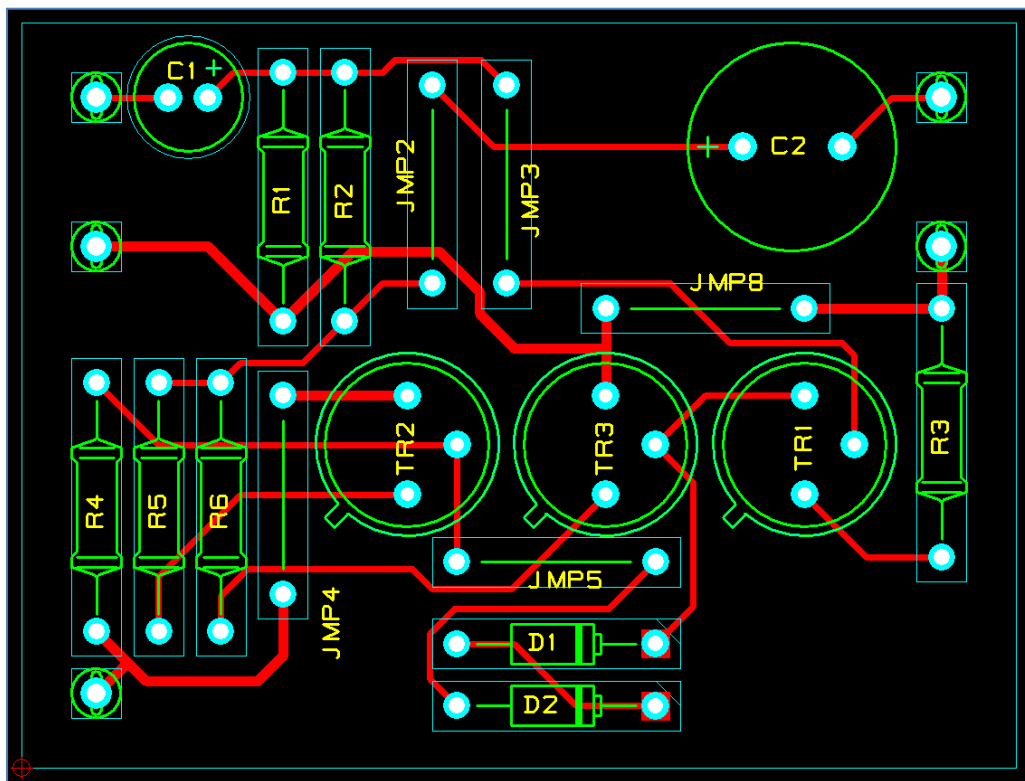 C1 +
+ C2
R1
R2
JMP2
JMP3
JMP8
R4
R5
R6
JMP4
TR2
TR3
TR1
R3
JMP5
D1
D2